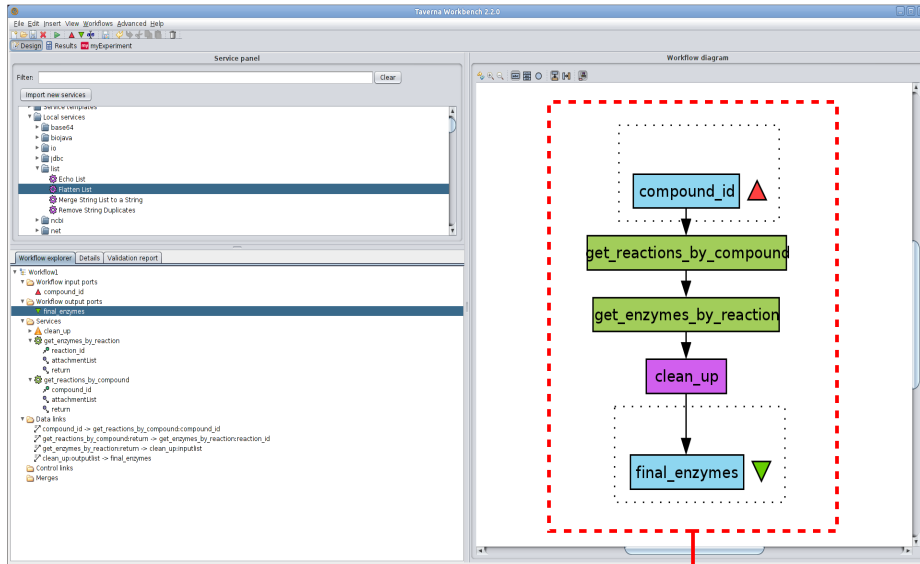 Taverna Workbench 2.2.0
File Edit Insert View Workflows Advanced Help
Design Results my myExperiment
Service panel
Filter: Clear
Import new services
Service templates
Local services
base64
biojava
io
jdbc
list
Echo List
Flatten List
Merge String List to a String
Remove String Duplicates
ncbi
net
Workflow explorer Details Validation report
Workflow1
Workflow input ports
compound_id
Workflow output ports
final_enzymes
Services
clean_up
get_enzymes_by_reaction
reaction_id
attachmentList
return
get_reactions_by_compound
compound_id
attachmentList
return
Data links
compound_id -> get_reactions_by_compound:compound_id
get_reactions_by_compound:return -> get_enzymes_by_reaction:reaction_id
get_enzymes_by_reaction:return -> clean_up:inputlist
clean_up:outputlist -> final_enzymes
Control links
Merges
Workflow diagram
compound_id
get_reactions_by_compound
get_enzymes_by_reaction
clean_up
final_enzymes